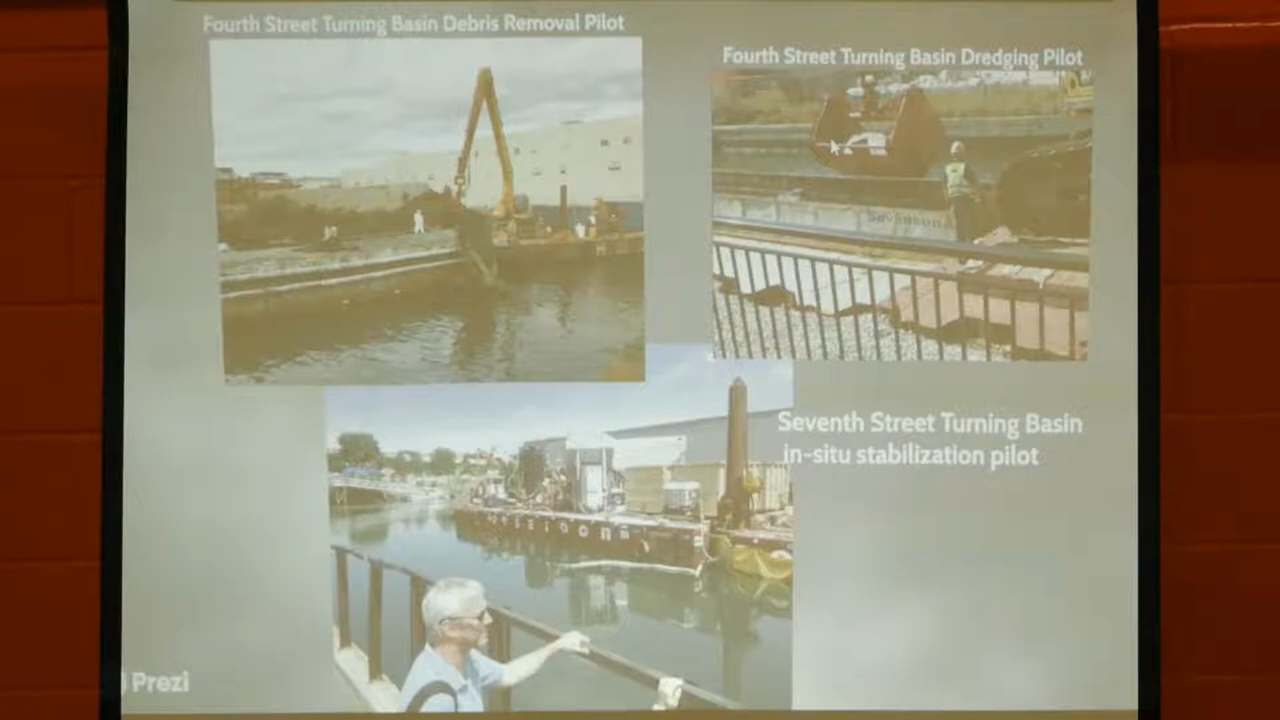 Fourth Street Turning Basin Debris Removal Pilot
Fourth Street Turning Basin Dredging Pilot
Sevenson
Seventh Street Turning Basin
in-situ stabilization pilot
Prezi